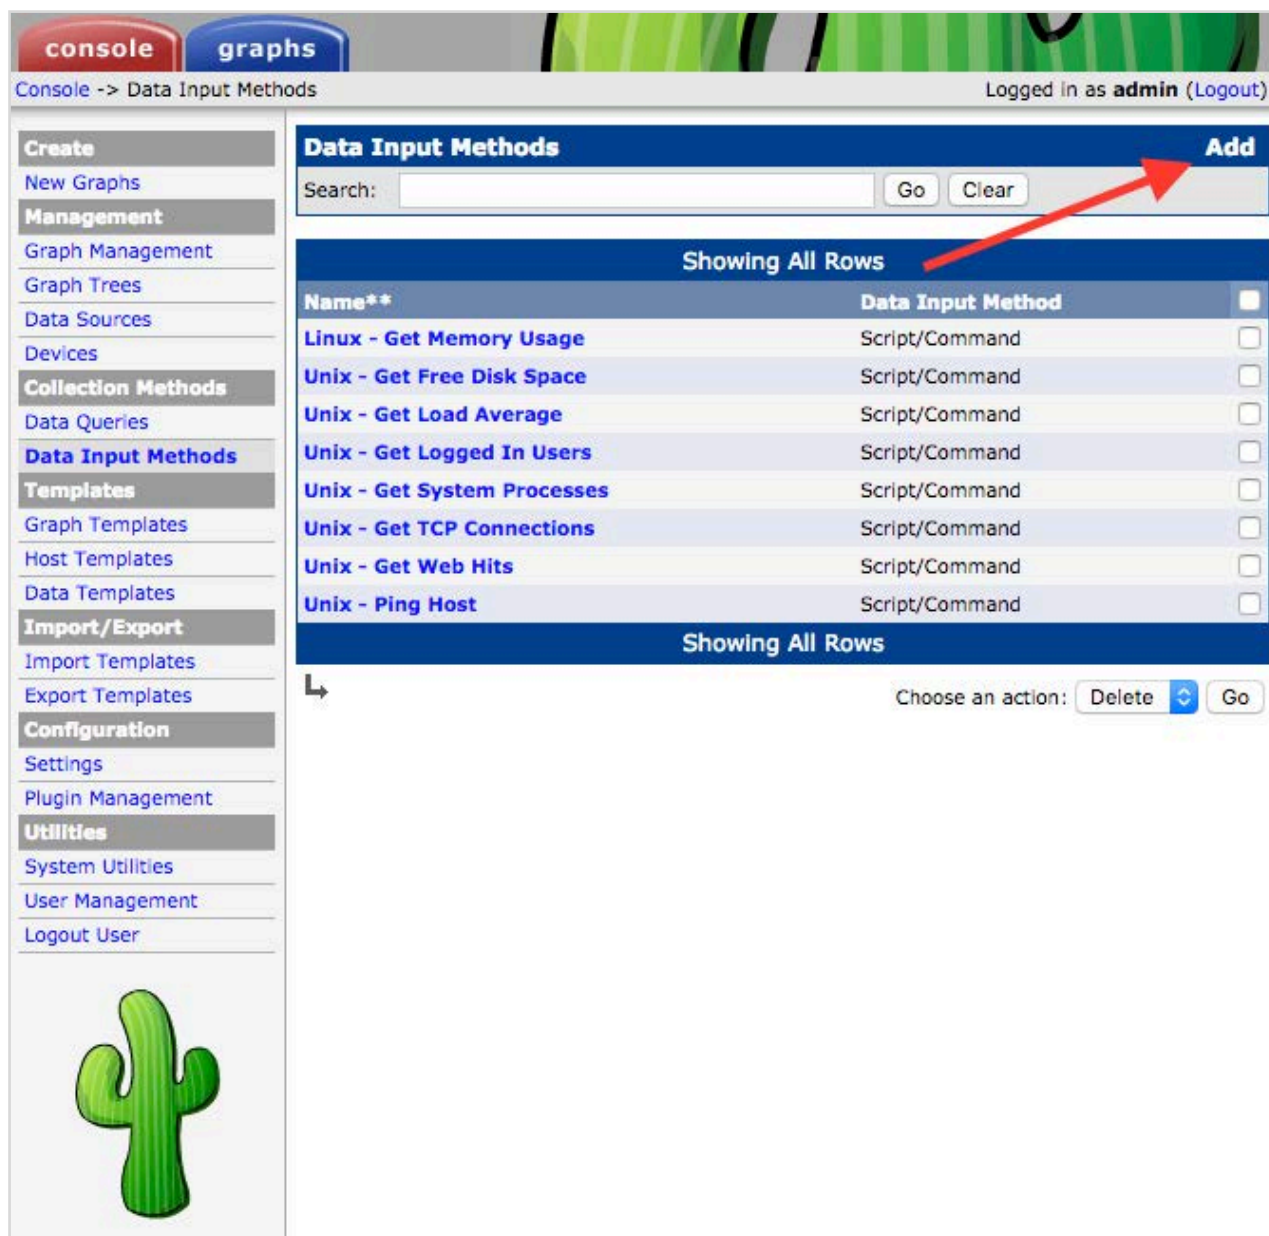 console graphs
Console -> Data Input Methods Logged in as admin (Logout)
Create
New Graphs
Management
Graph Management
Graph Trees
Data Sources
Devices
Collection Methods
Data Queries
Data Input Methods
Templates
Graph Templates
Host Templates
Data Templates
Import/Export
Import Templates
Export Templates
Configuration
Settings
Plugin Management
Utilities
System Utilities
User Management
Logout User
Data Input Methods Add
Search: Go Clear
Showing All Rows
Name** Data Input Method
Linux - Get Memory Usage Script/Command
Unix - Get Free Disk Space Script/Command
Unix - Get Load Average Script/Command
Unix - Get Logged In Users Script/Command
Unix - Get System Processes Script/Command
Unix - Get TCP Connections Script/Command
Unix - Get Web Hits Script/Command
Unix - Ping Host Script/Command
Showing All Rows
Choose an action: Delete Go